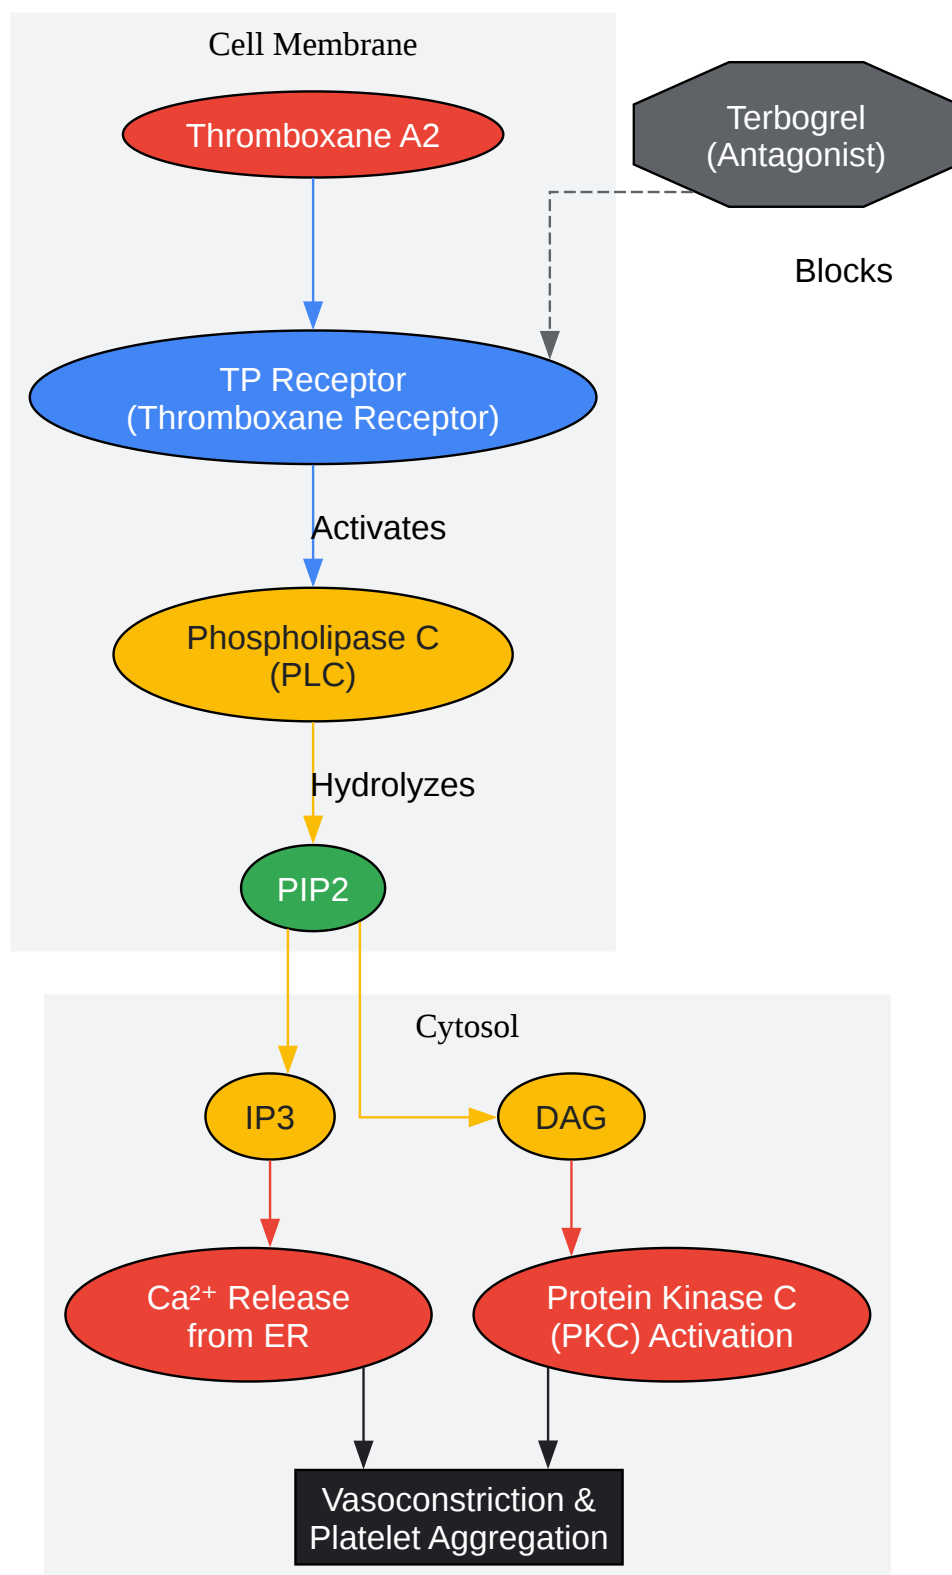 Cell Membrane
Thromboxane A2
Terbogrel
(Antagonist)
Blocks
TP Receptor
(Thromboxane Receptor)
Activates
Phospholipase C
(PLC)
Hydrolyzes
PIP2
Cytosol
IP3
DAG
Ca²⁺ Release
from ER
Protein Kinase C
(PKC) Activation
Vasoconstriction &
Platelet Aggregation